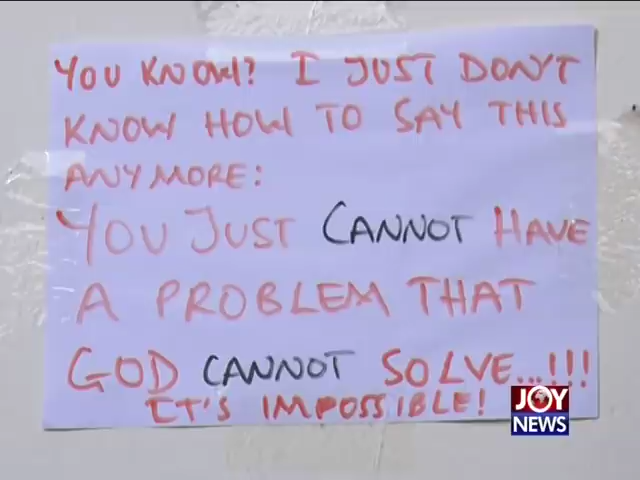 YOU KNOW? I JUST DON'T
KNOW HOW TO SAY THIS
ANYMORE:
YOU JUST CANNOT HAVE
A PROBLEM THAT
GOD CANNOT SOLVE...!!!
IT'S IMPOSSIBLE!
JOY
NEWS